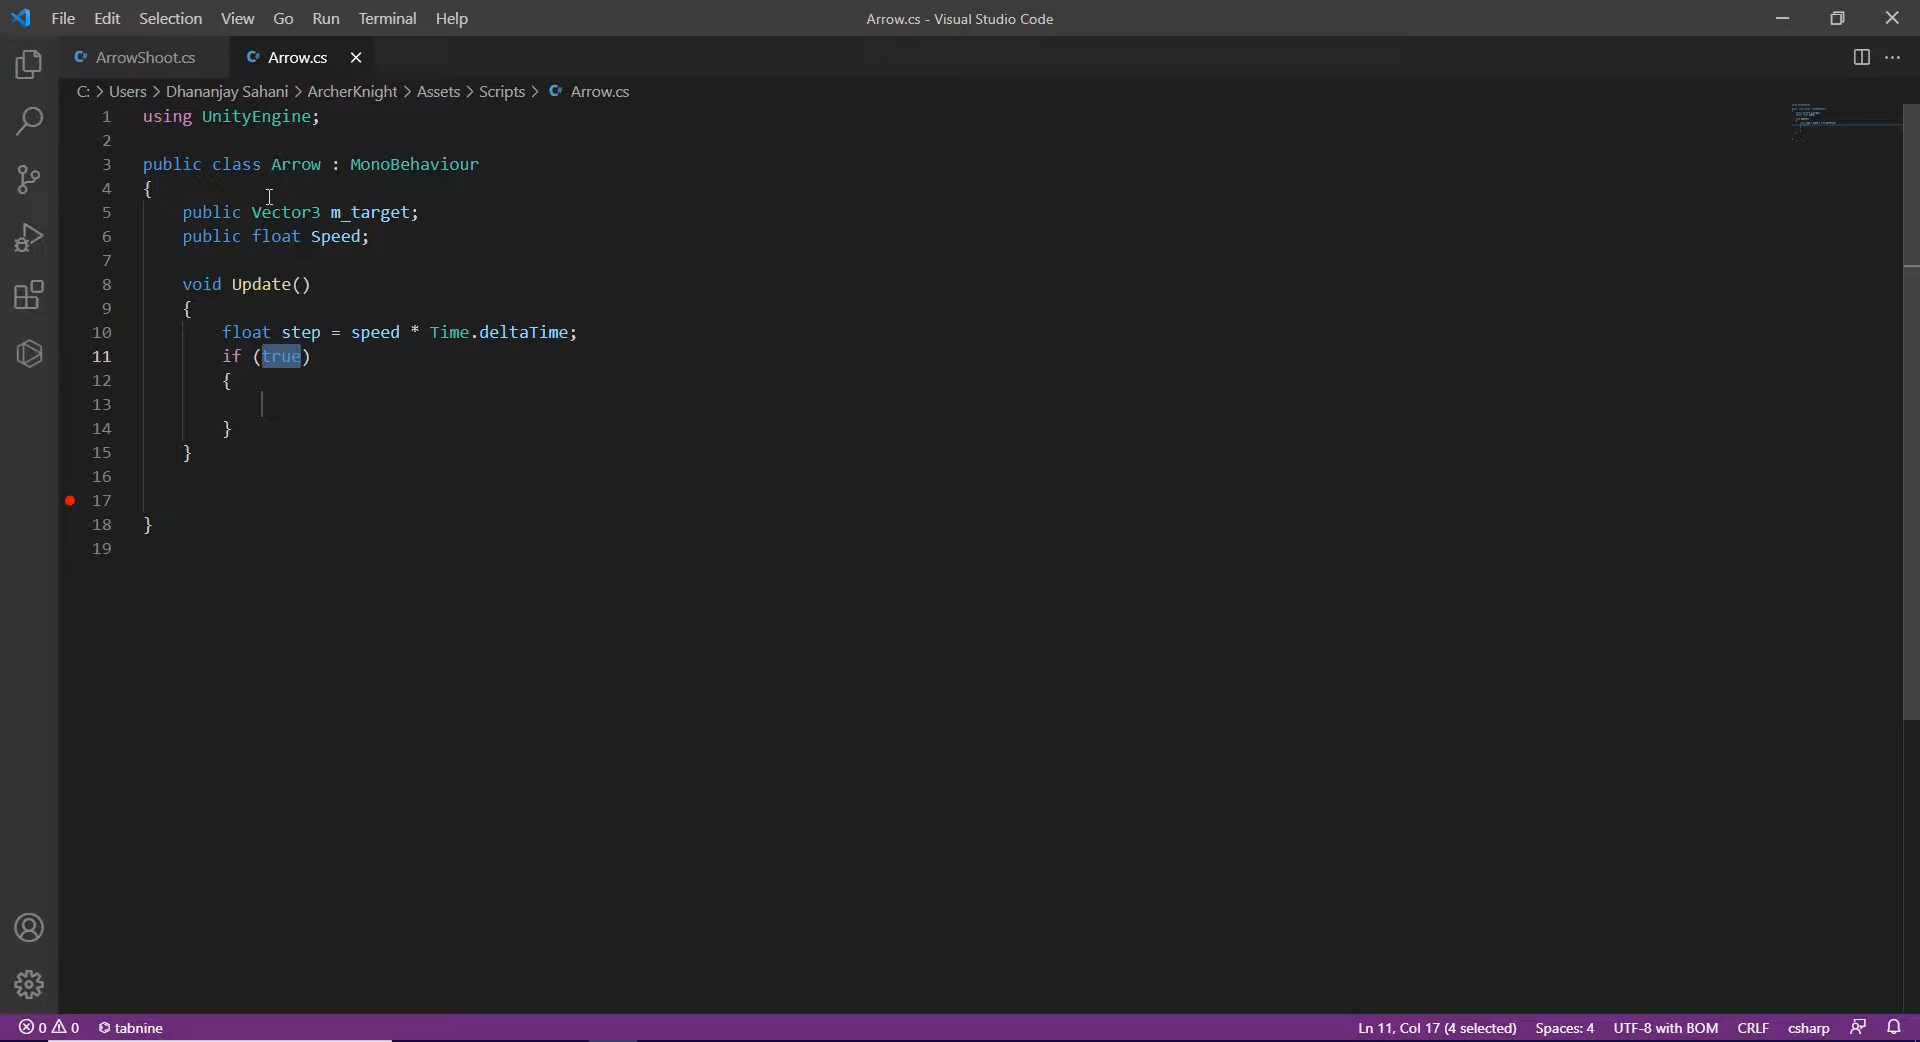 File Edit Selection View Go Run Terminal Help
Arrow.cs - Visual Studio Code
ArrowShoot.cs
Arrow.cs
C: > Users > Dhananjay Sahani > ArcherKnight > Assets > Scripts > Arrow.cs
1 using UnityEngine;
2
3 public class Arrow : MonoBehaviour
4 {
5 public Vector3 m_target;
6 public float Speed;
7
8 void Update()
9 {
10 float step = speed * Time.deltaTime;
11 if (true)
12 {
13
14 }
15 }
16
17
18 }
19
0 0 tabnine
Ln 11, Col 17 (4 selected) Spaces: 4 UTF-8 with BOM CRLF csharp